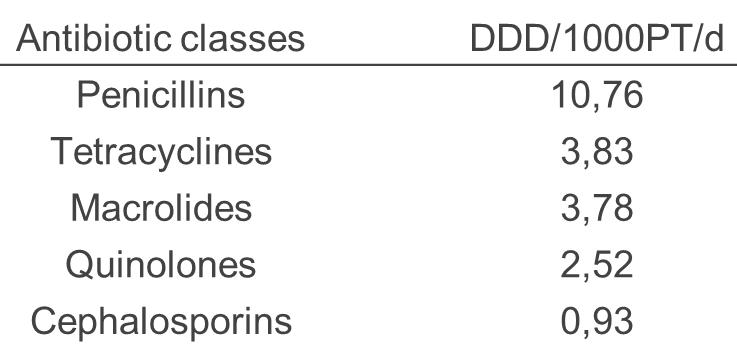 Antibiotic classes DDD/1000PT/d
Penicillins 10,76
Tetracyclines 3,83
Macrolides 3,78
Quinolones 2,52
Cephalosporins 0,93